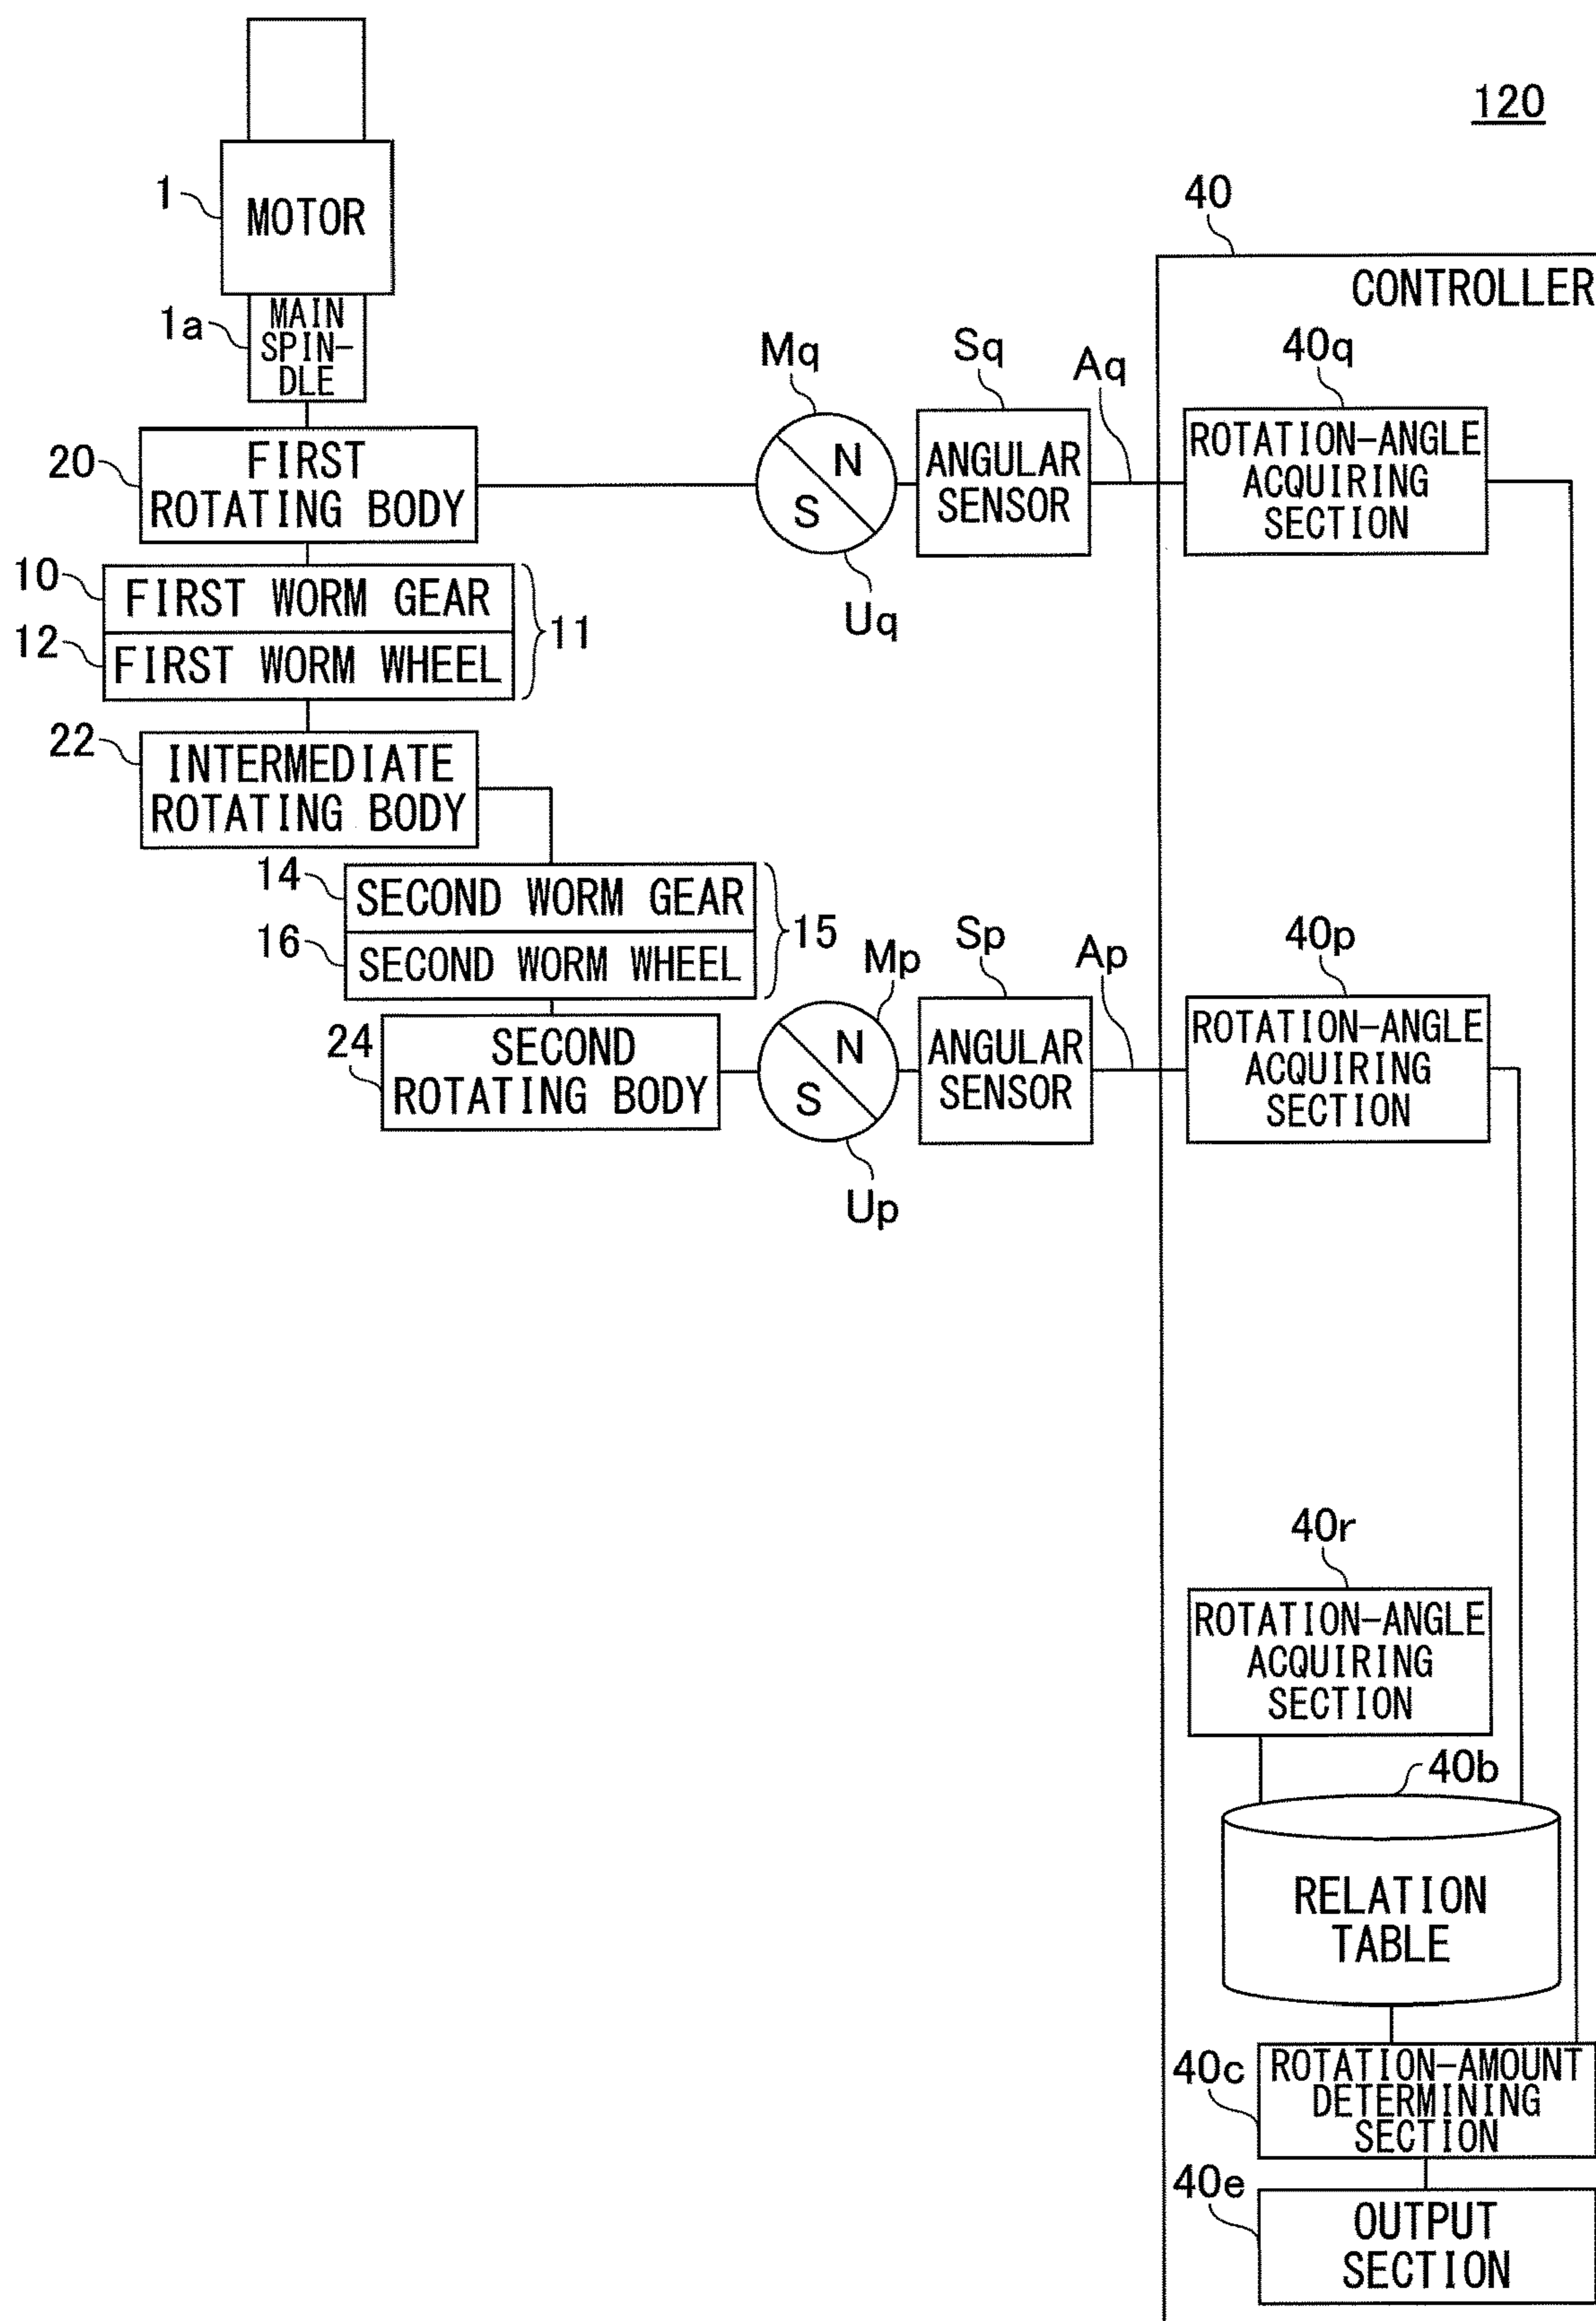 120
1
MOTOR
40
CONTROLLER
1a
MAIN
SPIN-
DLE
Mq
Sq
Aq
40q
20
FIRST
ROTATING BODY
N
S
ANGULAR
SENSOR
ROTATION-ANGLE
ACQUIRING
SECTION
Uq
10
FIRST WORM GEAR
12
FIRST WORM WHEEL
11
22
INTERMEDIATE
ROTATING BODY
14
SECOND WORM GEAR
16
SECOND WORM WHEEL
15
Mp
Sp
Ap
40p
24
SECOND
ROTATING BODY
N
S
ANGULAR
SENSOR
ROTATION-ANGLE
ACQUIRING
SECTION
Up
40r
ROTATION-ANGLE
ACQUIRING
SECTION
40b
RELATION
TABLE
40c
ROTATION-AMOUNT
DETERMINING
SECTION
40e
OUTPUT
SECTION